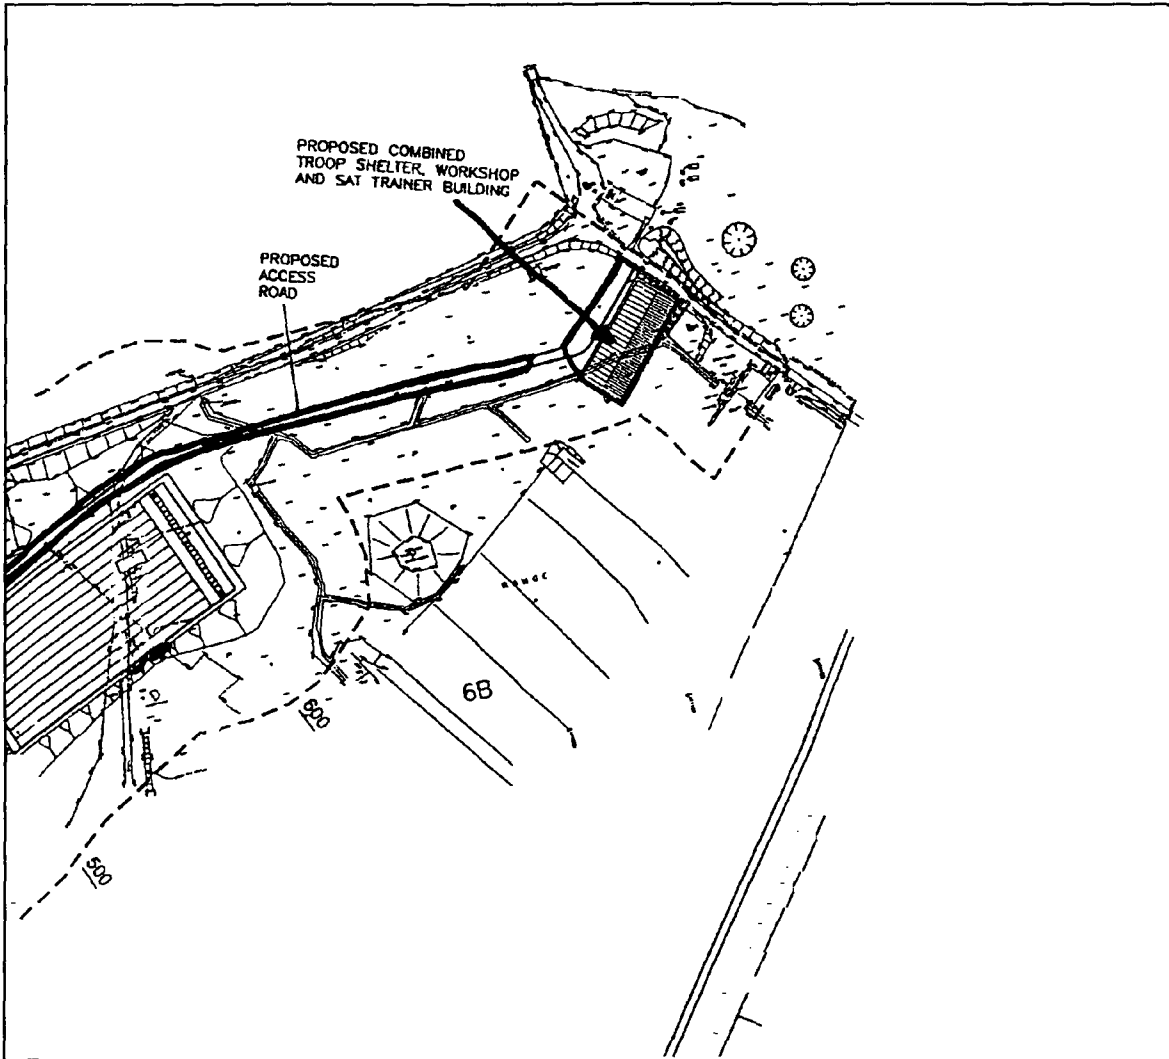 PROPOSED COMBINED
TROOP SHELTER, WORKSHOP
AND SAT TRAINER BUILDING
PROPOSED
ACCESS
ROAD
6B
600
500